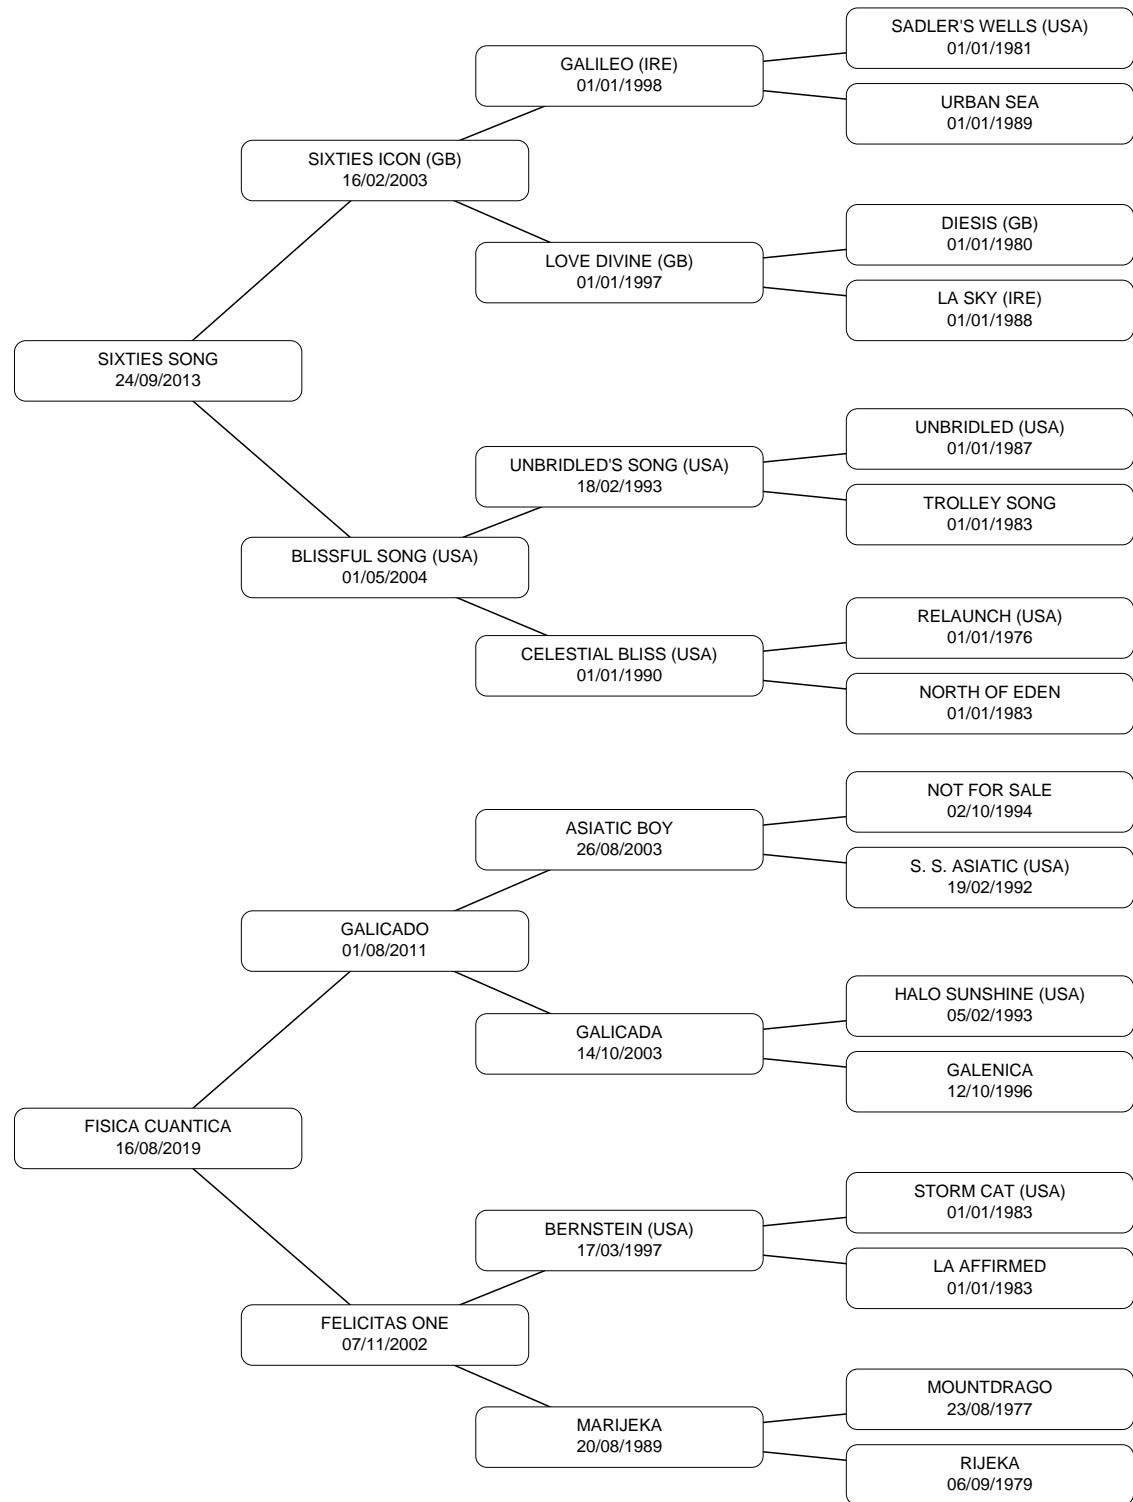 SADLER'S WELLS (USA)
01/01/1981
GALILEO (IRE)
01/01/1998
URBAN SEA
01/01/1989
SIXTIES ICON (GB)
16/02/2003
DIESIS (GB)
01/01/1980
LOVE DIVINE (GB)
01/01/1997
LA SKY (IRE)
01/01/1988
SIXTIES SONG
24/09/2013
UNBRIDLED (USA)
01/01/1987
UNBRIDLED'S SONG (USA)
18/02/1993
TROLLEY SONG
01/01/1983
BLISSFUL SONG (USA)
01/05/2004
RELAUNCH (USA)
01/01/1976
CELESTIAL BLISS (USA)
01/01/1990
NORTH OF EDEN
01/01/1983
NOT FOR SALE
02/10/1994
ASIATIC BOY
26/08/2003
S. S. ASIATIC (USA)
19/02/1992
GALICADO
01/08/2011
HALO SUNSHINE (USA)
05/02/1993
GALICADA
14/10/2003
GALENICA
12/10/1996
FISICA CUANTICA
16/08/2019
STORM CAT (USA)
01/01/1983
BERNSTEIN (USA)
17/03/1997
LA AFFIRMED
01/01/1983
FELICITAS ONE
07/11/2002
MOUNTDRAGO
23/08/1977
MARIJEKA
20/08/1989
RIJEKA
06/09/1979